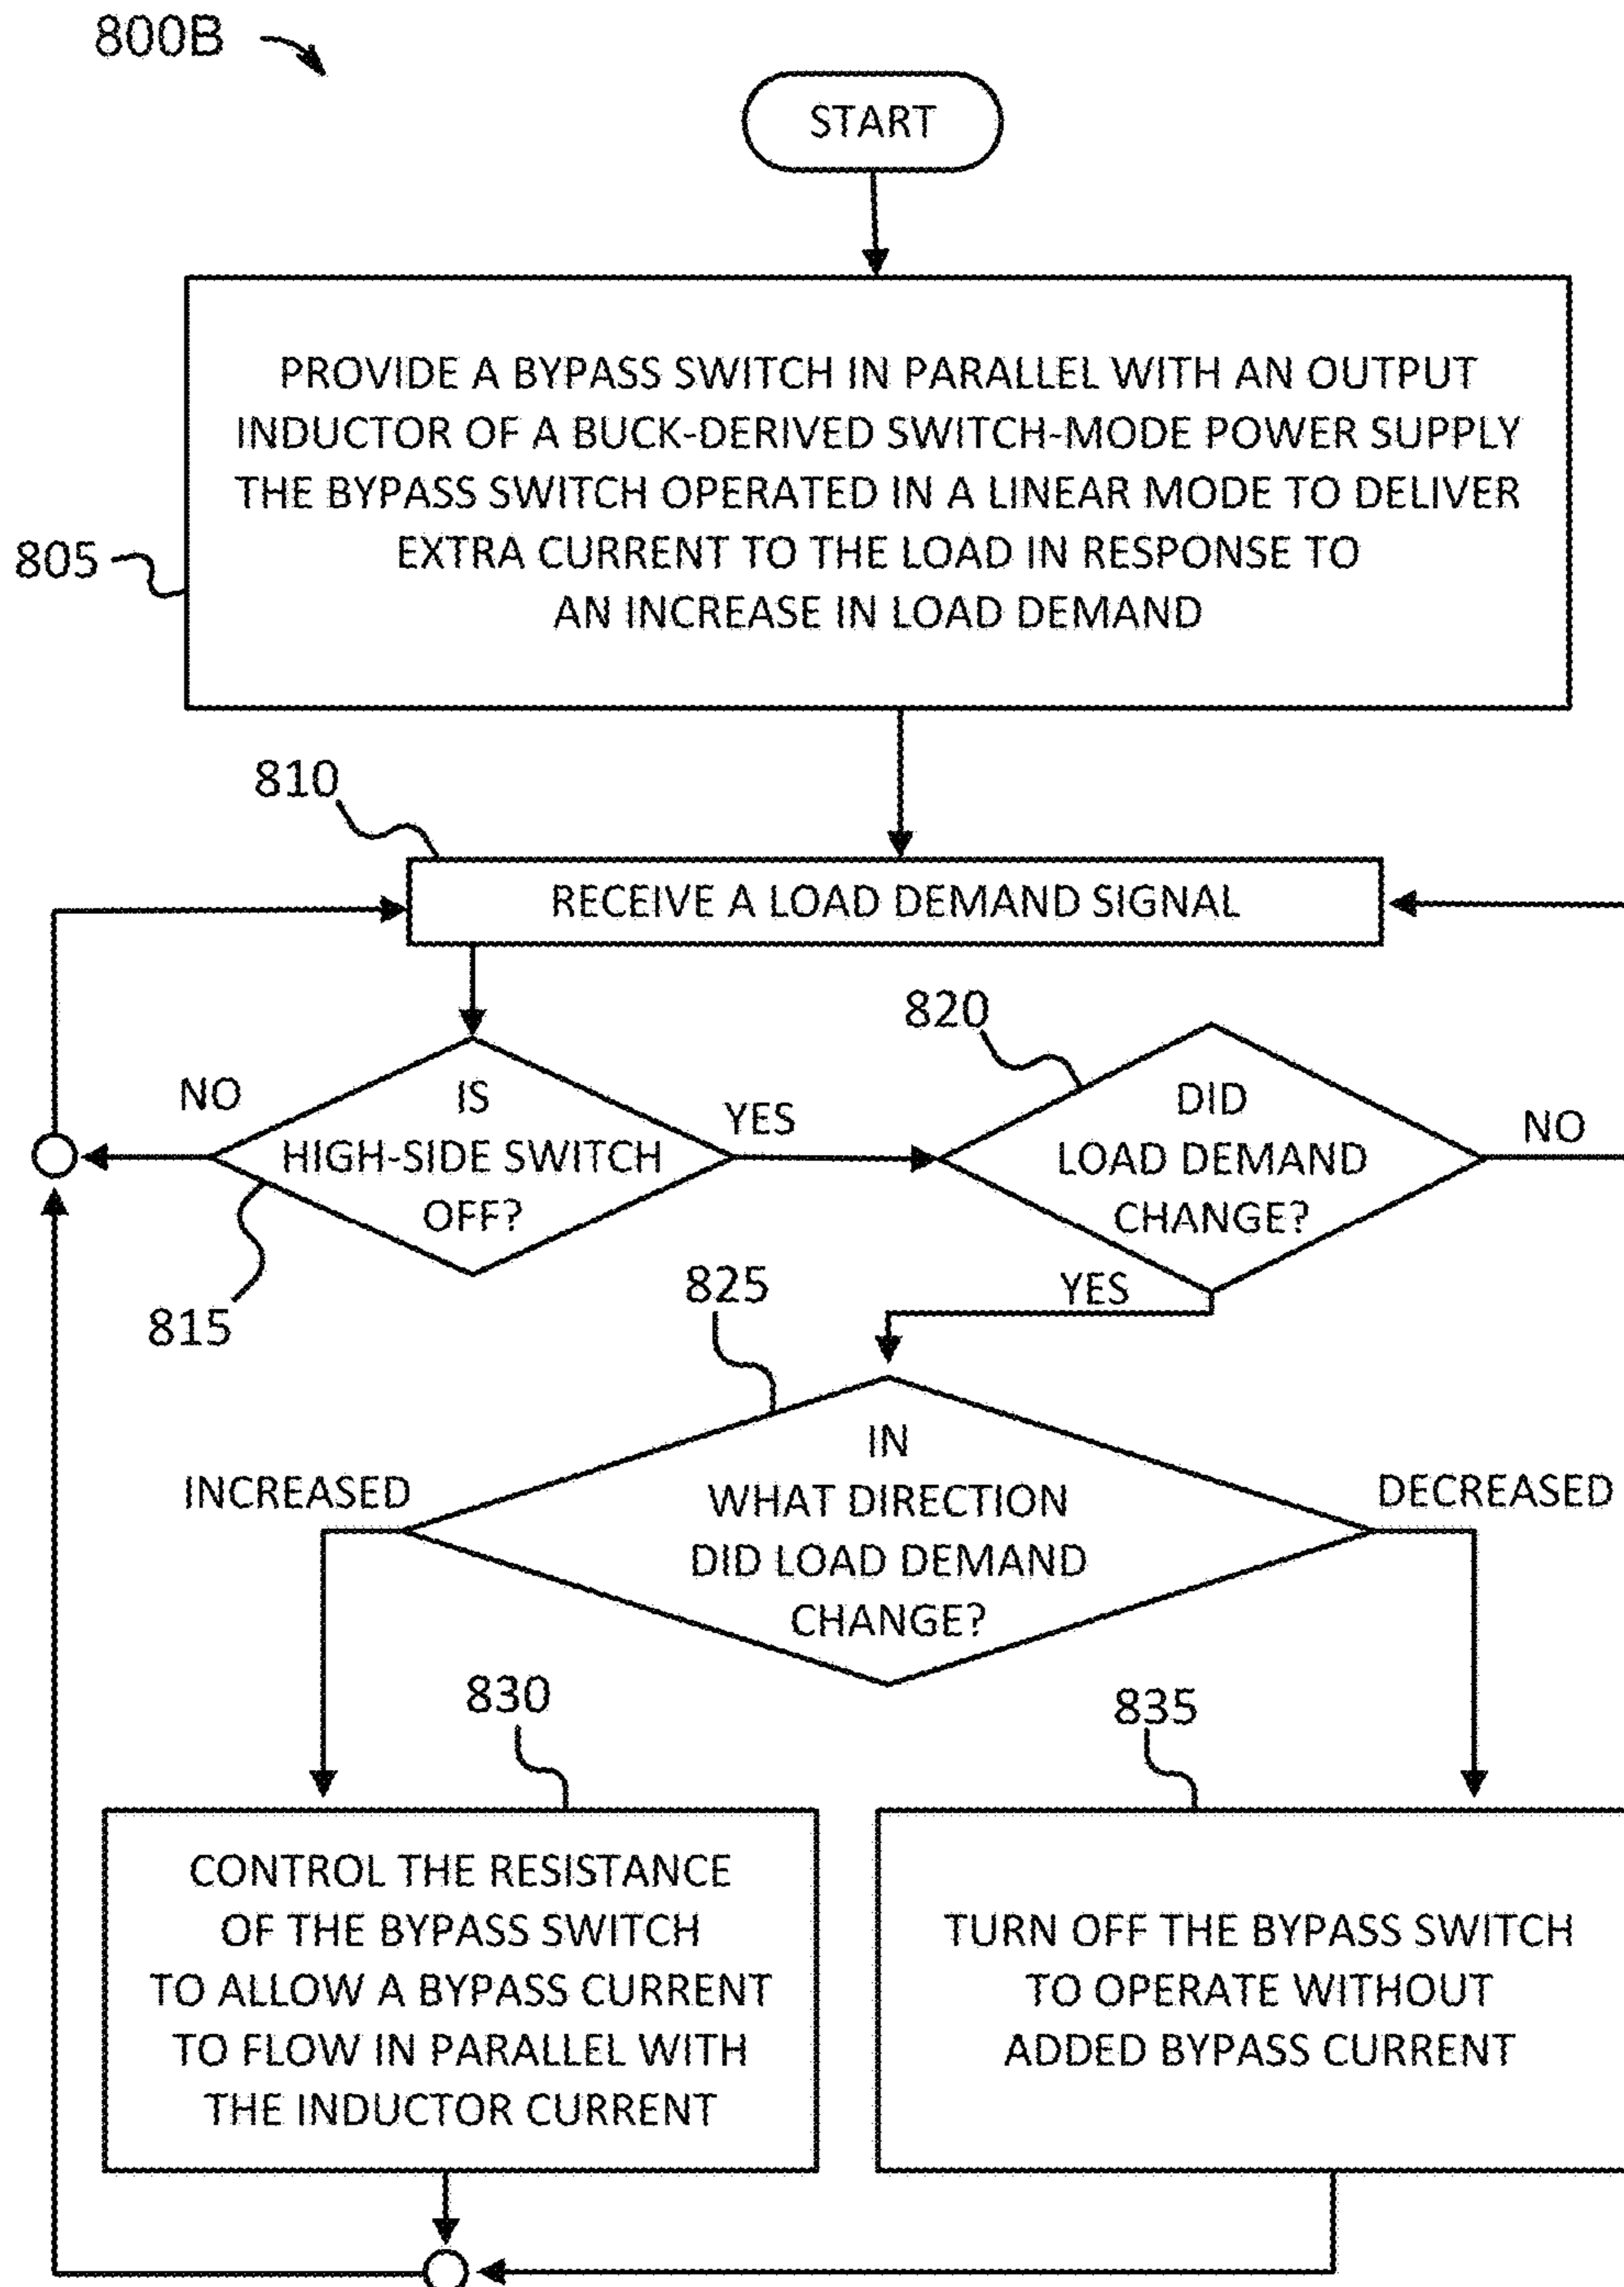 800B
START
PROVIDE A BYPASS SWITCH IN PARALLEL WITH AN OUTPUT
INDUCTOR OF A BUCK-DERIVED SWITCH-MODE POWER SUPPLY
THE BYPASS SWITCH OPERATED IN A LINEAR MODE TO DELIVER
EXTRA CURRENT TO THE LOAD IN RESPONSE TO
AN INCREASE IN LOAD DEMAND
805
810
RECEIVE A LOAD DEMAND SIGNAL
NO
IS
HIGH-SIDE SWITCH
OFF?
815
YES
820
DID
LOAD DEMAND
CHANGE?
NO
YES
825
IN
WHAT DIRECTION
DID LOAD DEMAND
CHANGE?
INCREASED
DECREASED
830
CONTROL THE RESISTANCE
OF THE BYPASS SWITCH
TO ALLOW A BYPASS CURRENT
TO FLOW IN PARALLEL WITH
THE INDUCTOR CURRENT
835
TURN OFF THE BYPASS SWITCH
TO OPERATE WITHOUT
ADDED BYPASS CURRENT